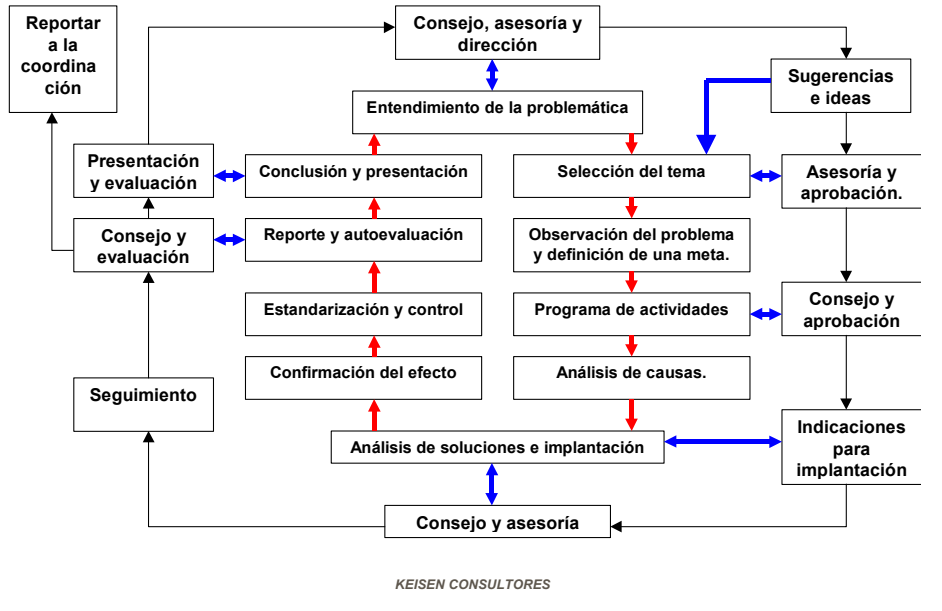 Reportar
a la
coordina
ción
Consejo, asesoría y
dirección
Sugerencias
e ideas
Entendimiento de la problemática
Presentación
y evaluación
Conclusión y presentación
Selección del tema
Asesoría y
aprobación.
Consejo y
evaluación
Reporte y autoevaluación
Observación del problema
y definición de una meta.
Estandarización y control
Programa de actividades
Consejo y
aprobación
Seguimiento
Confirmación del efecto
Análisis de causas.
Análisis de soluciones e implantación
Indicaciones
para
implantación
Consejo y asesoría
KEISEN CONSULTORES